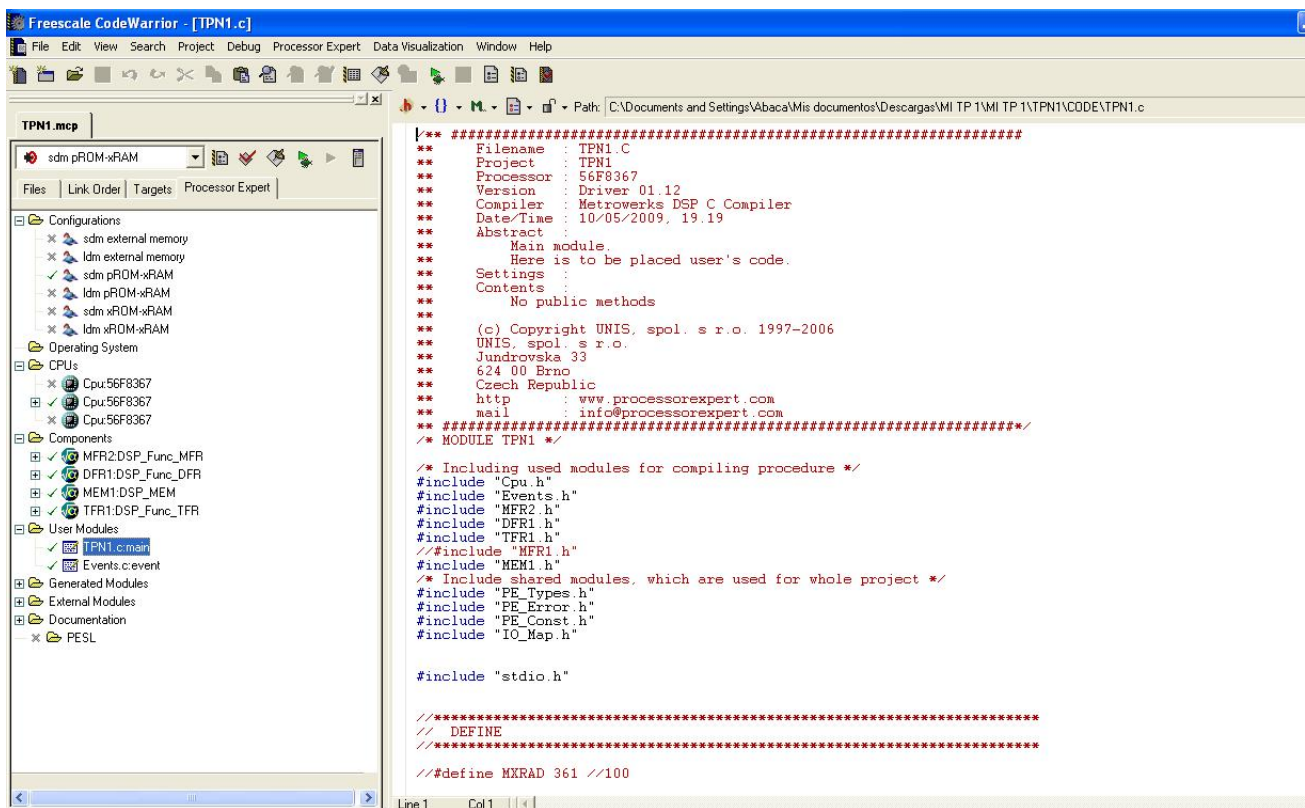 Freescale CodeWarrior - [TPN1.c]
File Edit View Search Project Debug Processor Expert Data Visualization Window Help
Path: C:\Documents and Settings\Abaca\Mis documentos\Descargas\MI TP 1\MI TP 1\TPN1\CODE\TPN1.c
TPN1.mcp
sdm pROM-xRAM
Files Link Order Targets Processor Expert
Configurations
sdm external memory
ldm external memory
sdm pROM-xRAM
ldm pROM-xRAM
sdm xROM-xRAM
ldm xROM-xRAM
Operating System
CPUs
Cpu:56F8367
Cpu:56F8367
Cpu:56F8367
Components
MFR2:DSP_Func_MFR
DFR1:DSP_Func_DFR
MEM1:DSP_MEM
TFR1:DSP_Func_TFR
User Modules
TPN1.c:main
Events.c:event
Generated Modules
External Modules
Documentation
PESL
/** ###################################################################
** Filename : TPN1.C
** Project : TPN1
** Processor : 56F8367
** Version : Driver 01.12
** Compiler : Metrowerks DSP C Compiler
** Date/Time : 10/05/2009, 19.19
** Abstract :
** Main module.
** Here is to be placed user's code.
** Settings :
** Contents :
** No public methods
**
** (c) Copyright UNIS, spol. s r.o. 1997-2006
** UNIS, spol. s r.o.
** Jundrovska 33
** 624 00 Brno
** Czech Republic
** http : www.processorexpert.com
** mail : info@processorexpert.com
** ###################################################################*/
/* MODULE TPN1 */
/* Including used modules for compiling procedure */
#include "Cpu.h"
#include "Events.h"
#include "MFR2.h"
#include "DFR1.h"
#include "TFR1.h"
//#include "MFR1.h"
#include "MEM1.h"
/* Include shared modules, which are used for whole project */
#include "PE_Types.h"
#include "PE_Error.h"
#include "PE_Const.h"
#include "IO_Map.h"
#include "stdio.h"
//************************************************************************
// DEFINE
//************************************************************************
//#define MXRAD 361 //100
Line 1 Col 1